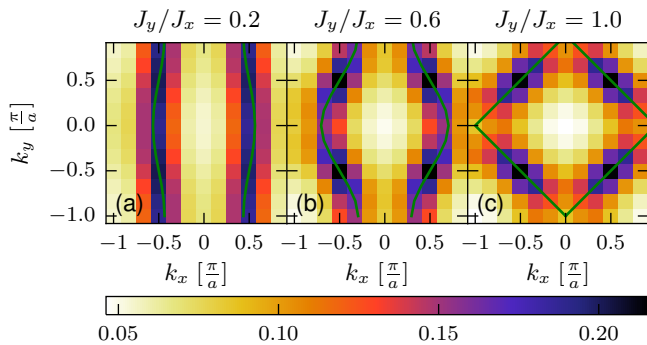 J_y/J_x = 0.2 J_y/J_x = 0.6 J_y/J_x = 1.0
k_y [π/a]
0.5
0.0
−0.5
−1.0
(a) (b) (c)
−1 −0.5 0 0.5 −1 −0.5 0 0.5 −1 −0.5 0 0.5
k_x [π/a] k_x [π/a] k_x [π/a]
0.05 0.10 0.15 0.20